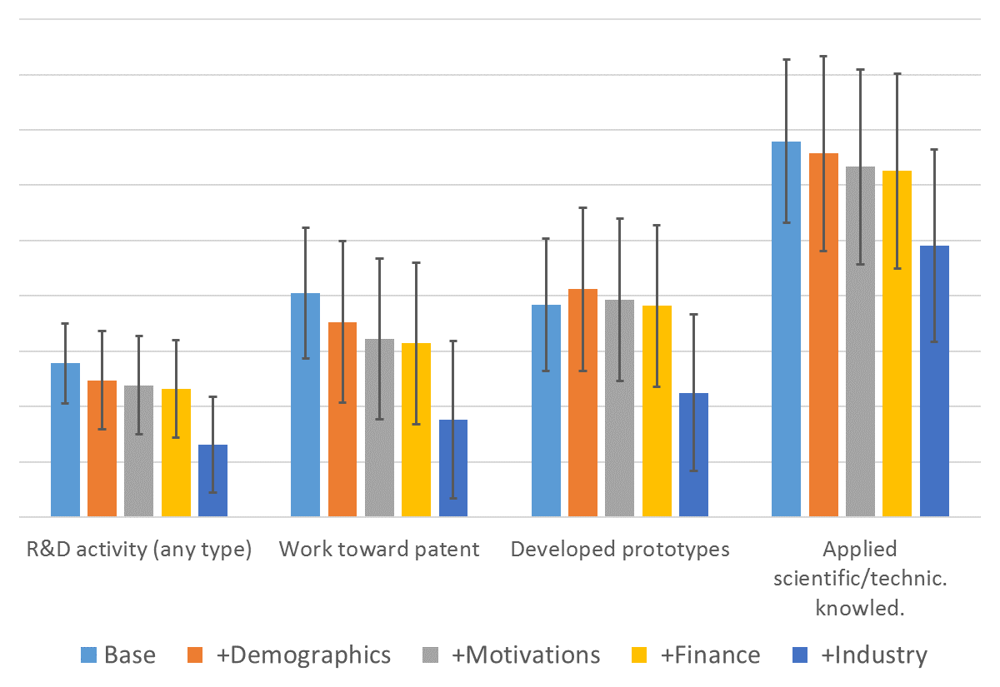 R&D activity (any type) Work toward patent Developed prototypes Applied
scientific/technic.
knowled.
Base +Demographics +Motivations +Finance +Industry